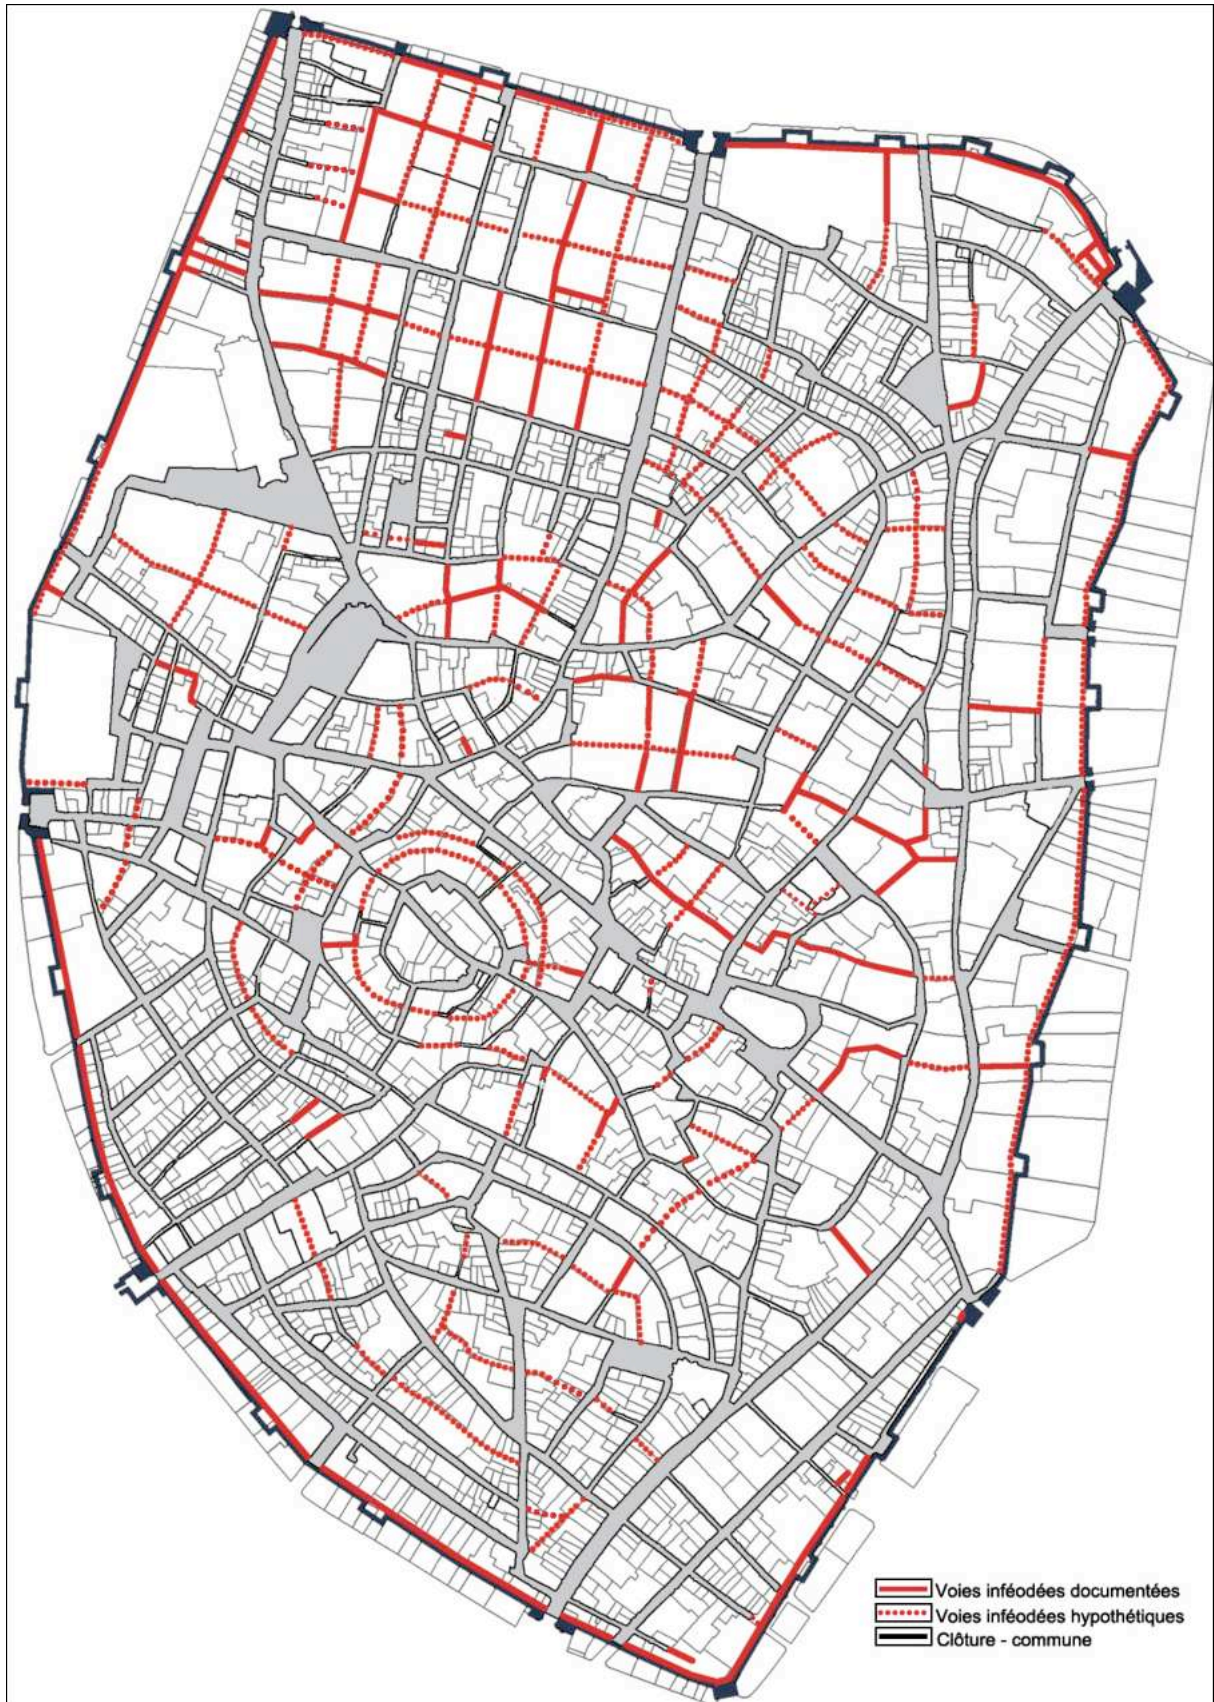 Voies inféodées documentées
Voies inféodées hypothétiques
Clôture - commune